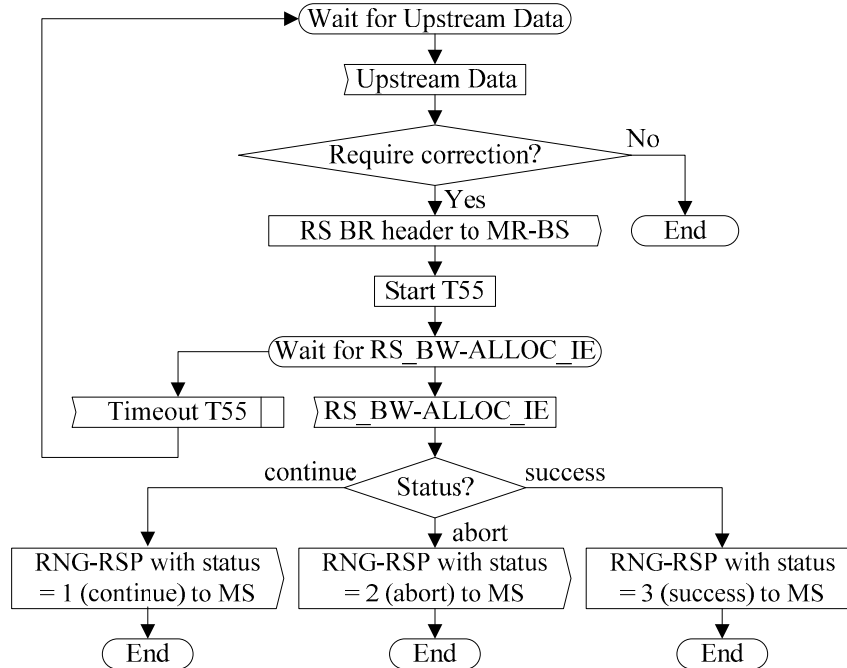 Wait for Upstream Data
Upstream Data
Require correction?
No
Yes
RS BR header to MR-BS
End
Start T55
Wait for RS_BW-ALLOC_IE
Timeout T55
RS_BW-ALLOC_IE
continue
Status?
success
abort
RNG-RSP with status
= 1 (continue) to MS
RNG-RSP with status
= 2 (abort) to MS
RNG-RSP with status
= 3 (success) to MS
End
End
End